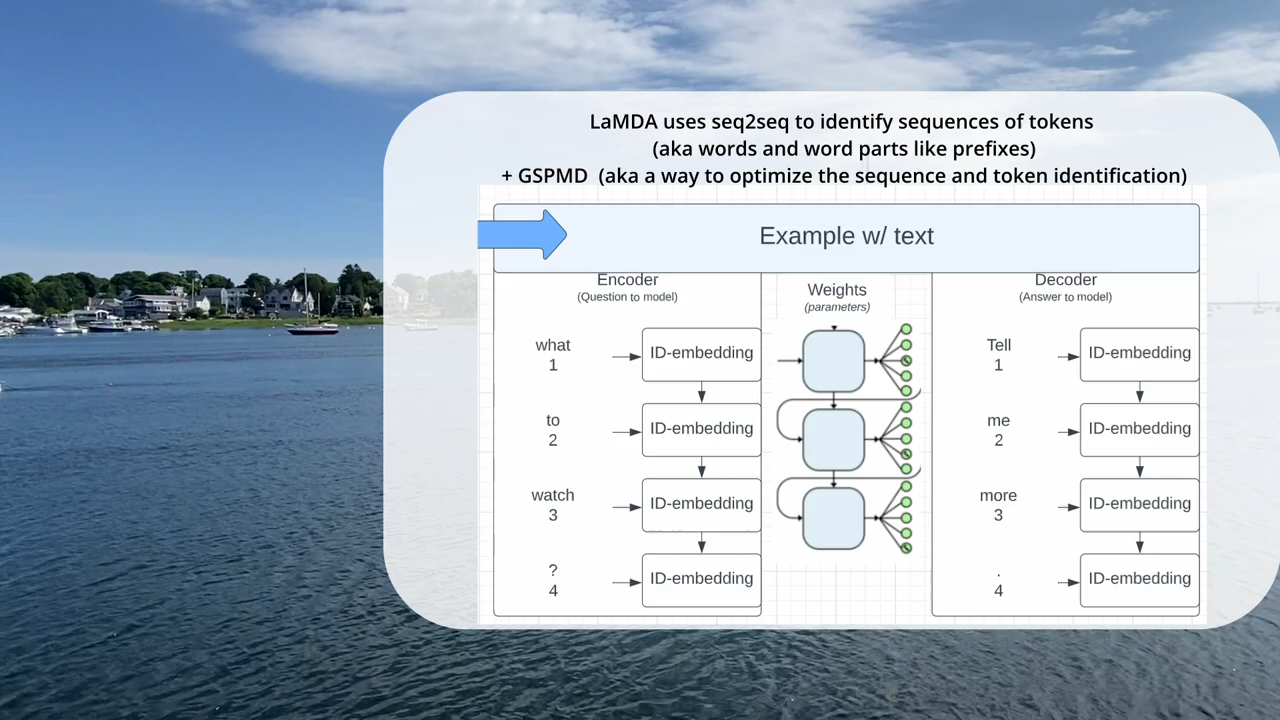 LaMDA uses seq2seq to identify sequences of tokens
(aka words and word parts like prefixes)
+ GSPMD (aka a way to optimize the sequence and token identification)
Example w/ text
Encoder
(Question to model)
what
1
ID-embedding
to
2
ID-embedding
watch
3
ID-embedding
?
4
ID-embedding
Weights
(parameters)
Decoder
(Answer to model)
Tell
1
ID-embedding
me
2
ID-embedding
more
3
ID-embedding
.
4
ID-embedding